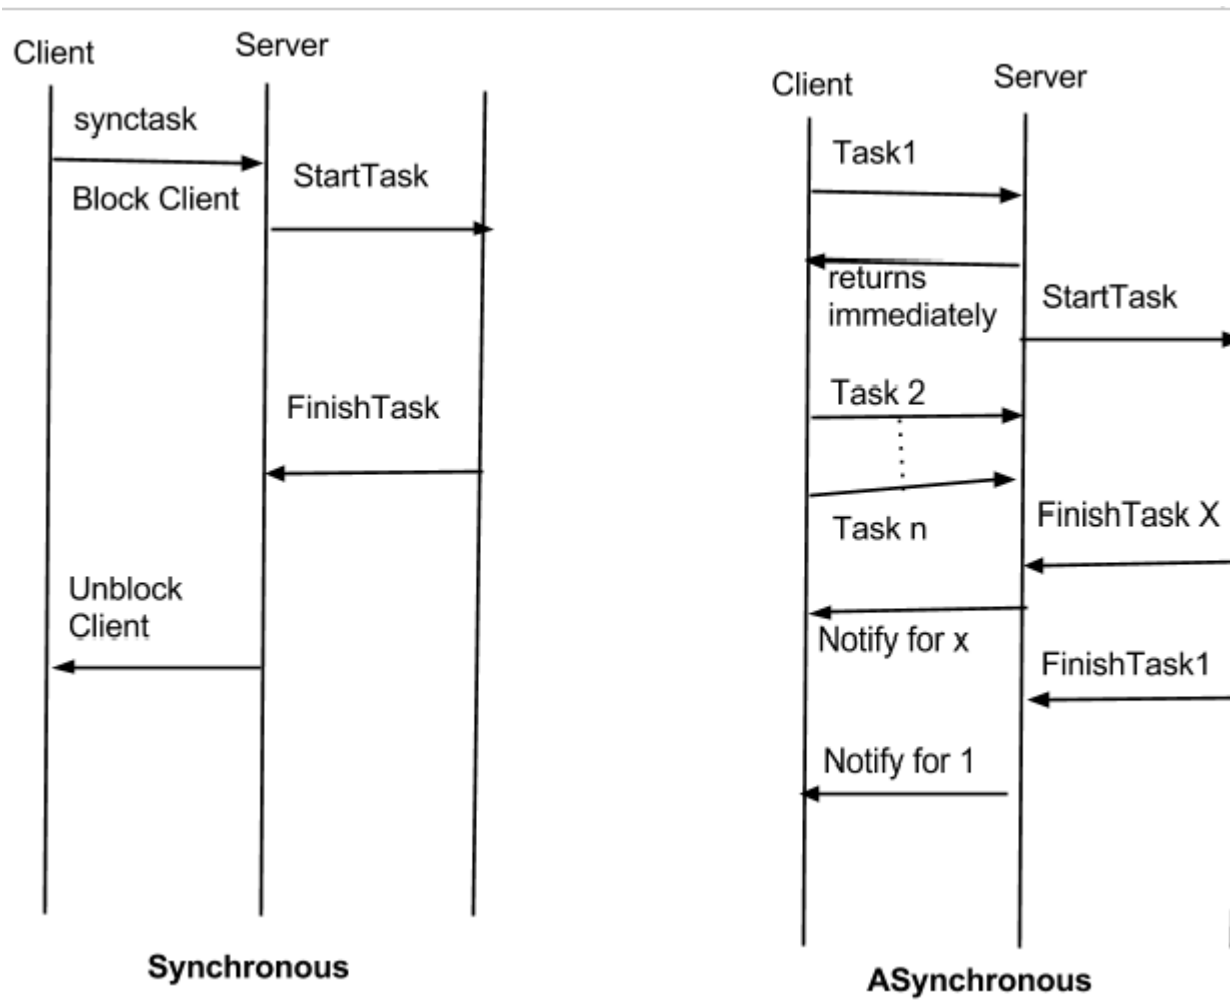 Client
Server
synctask
Block Client
StartTask
FinishTask
Unblock
Client
Synchronous
Client
Server
Task1
returns
immediately
StartTask
Task 2
Task n
FinishTask X
Notify for x
FinishTask1
Notify for 1
ASynchronous